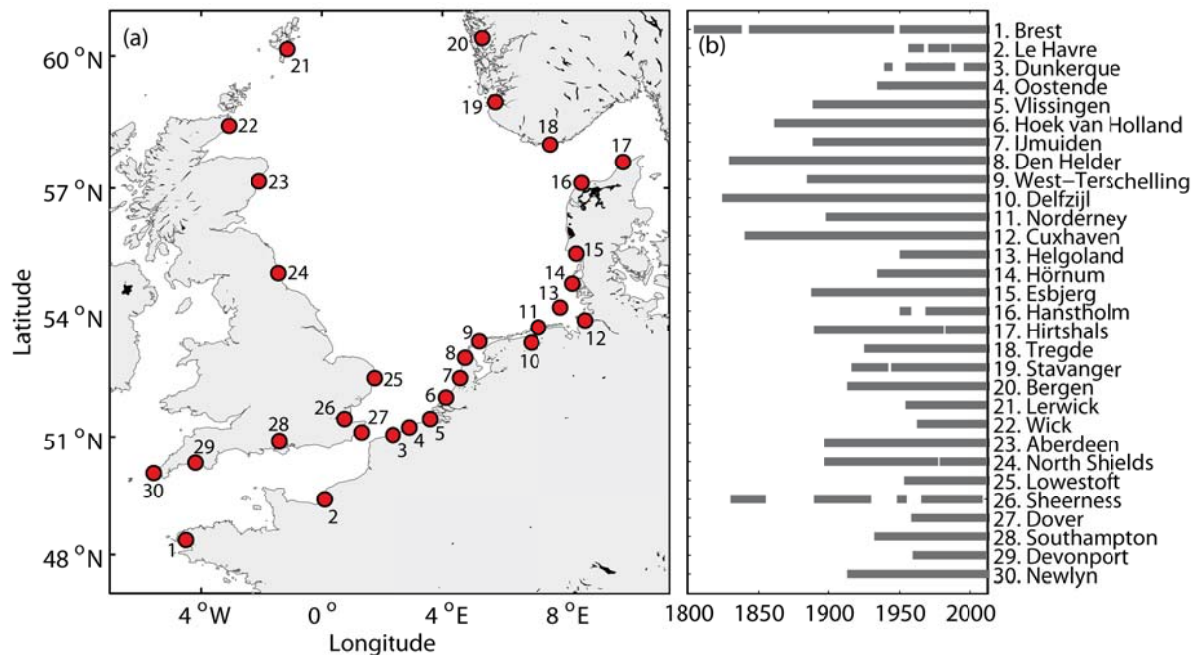 (a)
60 °N
57 °N
54 °N
51 °N
48 °N
Latitude
4 °W
0
4 °E
8 °E
Longitude
20
21
19
22
18
17
23
16
15
24
14
13
11
12
9
10
8
25
7
26
6
27
28
5
4
3
29
30
2
1
(b)
1. Brest
2. Le Havre
3. Dunkerque
4. Oostende
5. Vlissingen
6. Hoek van Holland
7. IJmuiden
8. Den Helder
9. West−Terschelling
10. Delfzijl
11. Norderney
12. Cuxhaven
13. Helgoland
14. Hörnum
15. Esbjerg
16. Hanstholm
17. Hirtshals
18. Tregde
19. Stavanger
20. Bergen
21. Lerwick
22. Wick
23. Aberdeen
24. North Shields
25. Lowestoft
26. Sheerness
27. Dover
28. Southampton
29. Devonport
30. Newlyn
1800 1850 1900 1950 2000